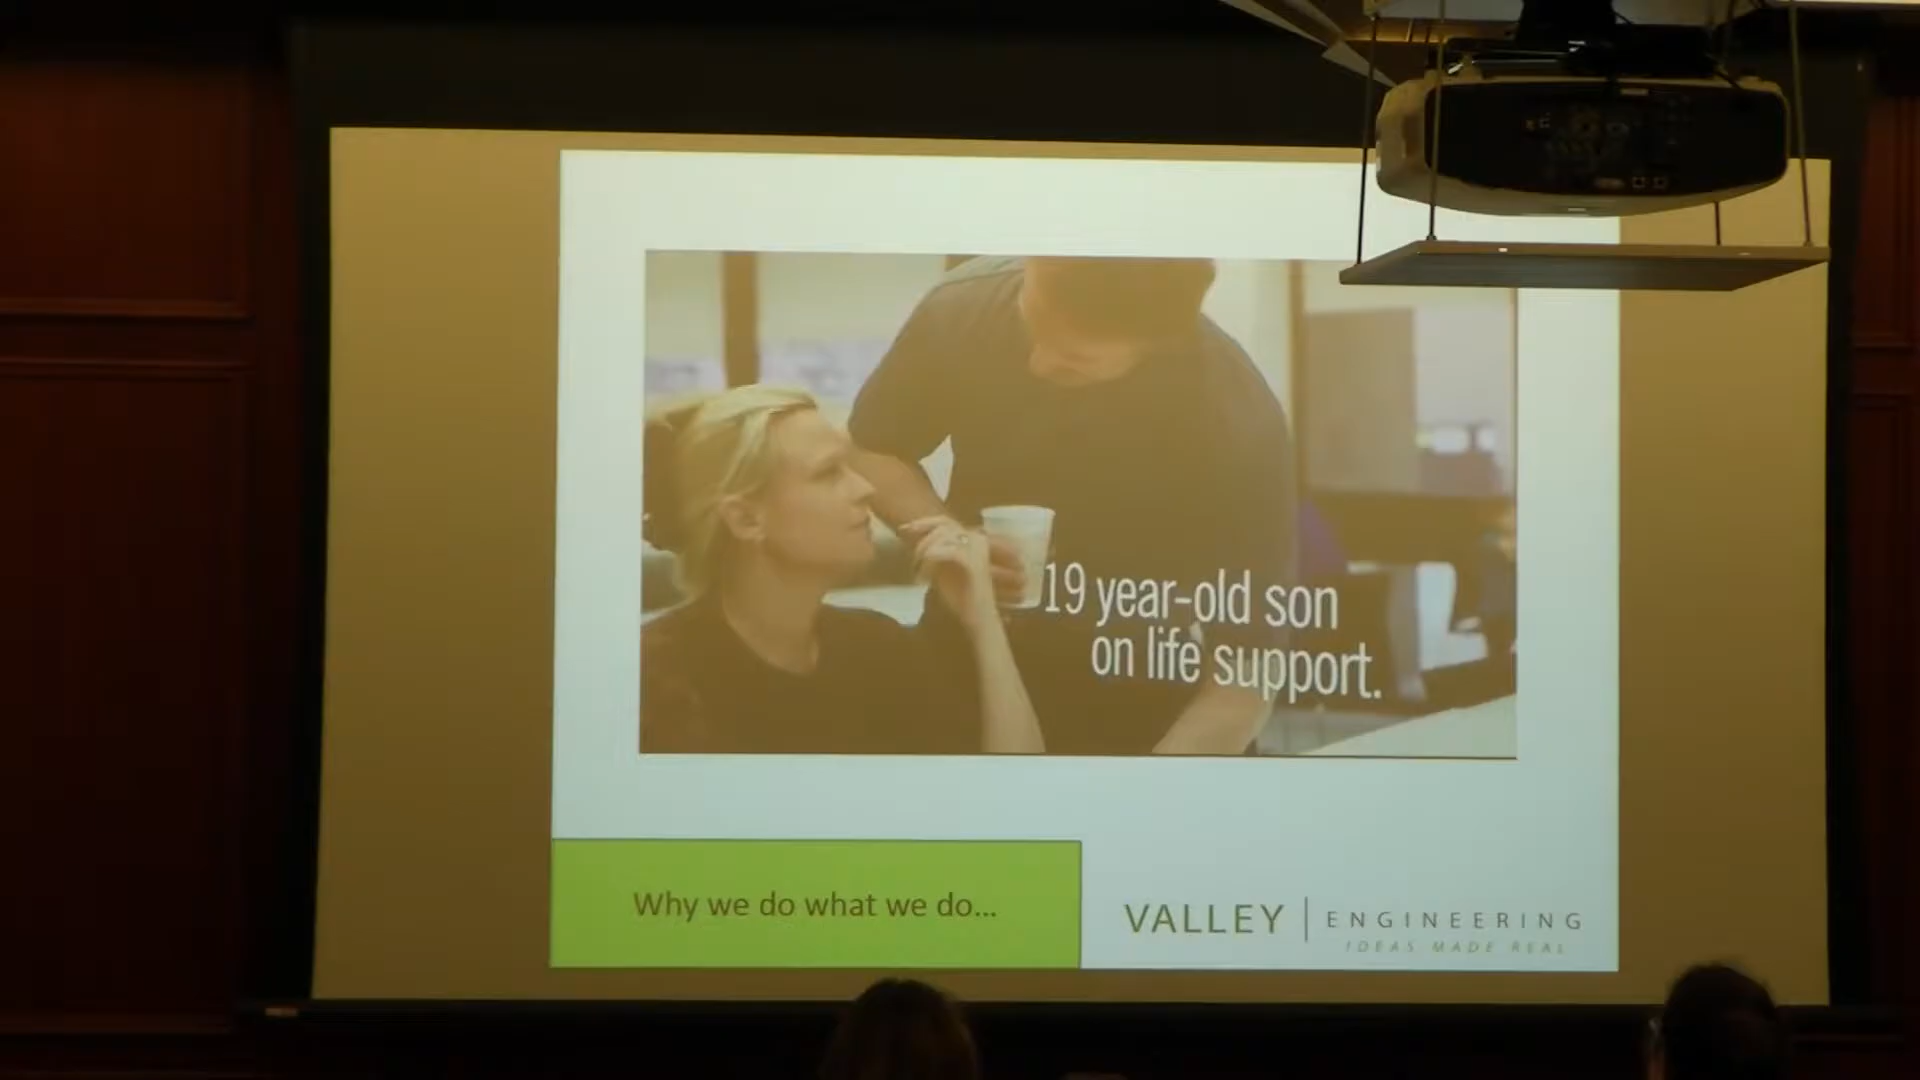 19 year-old son
on life support.
Why we do what we do...
VALLEY | ENGINEERING
IDEAS MADE REAL